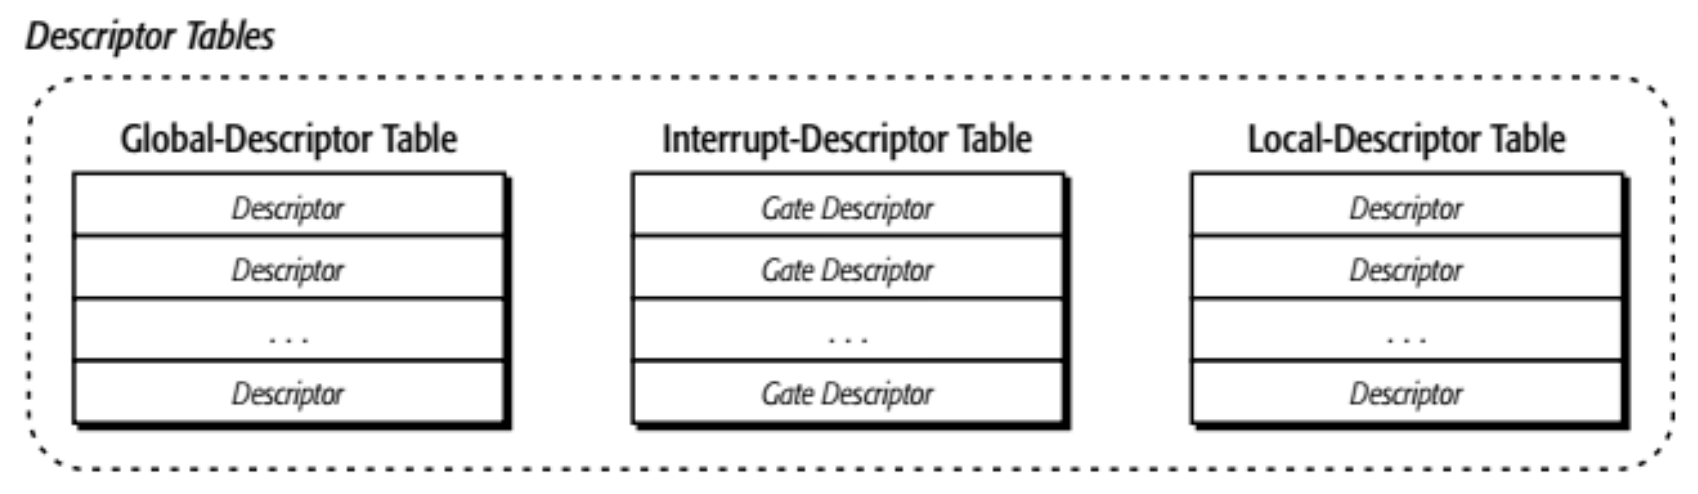 Descriptor Tables
Global-Descriptor Table
Descriptor
Descriptor
. . .
Descriptor
Interrupt-Descriptor Table
Gate Descriptor
Gate Descriptor
. . .
Gate Descriptor
Local-Descriptor Table
Descriptor
Descriptor
. . .
Descriptor